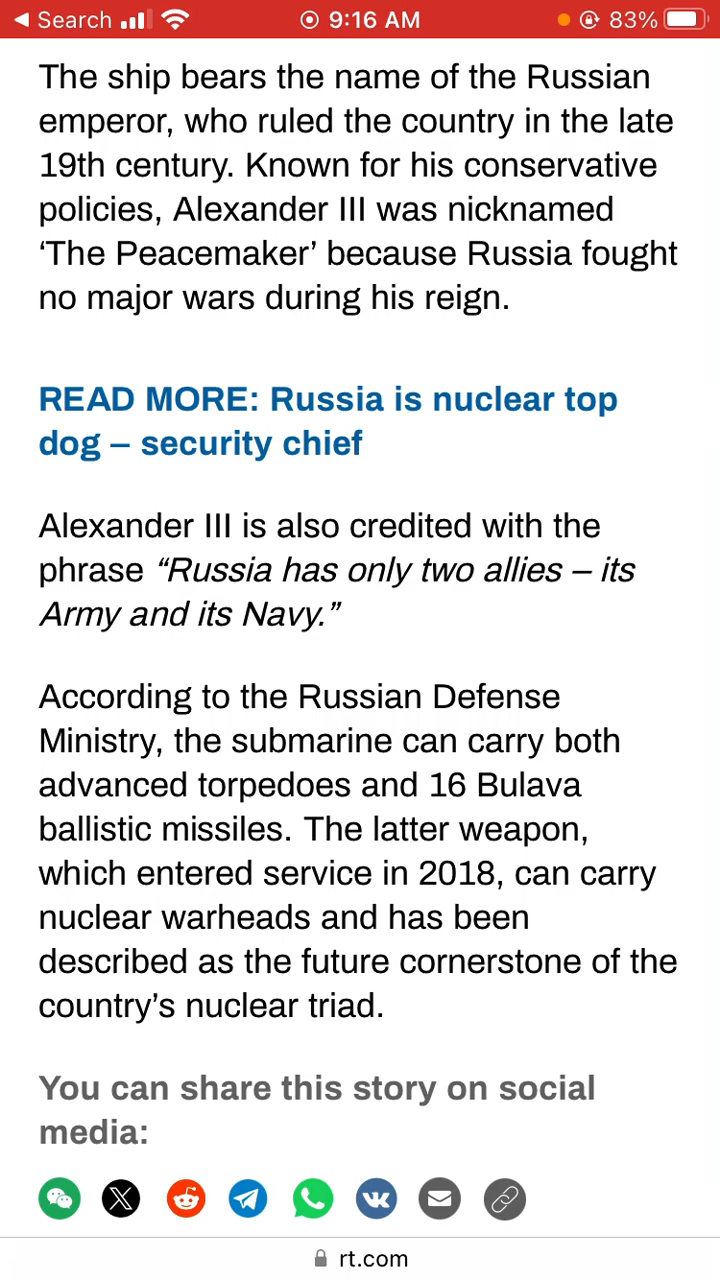 ◀ Search 9:16 AM 83%
The ship bears the name of the Russian
emperor, who ruled the country in the late
19th century. Known for his conservative
policies, Alexander III was nicknamed
‘The Peacemaker’ because Russia fought
no major wars during his reign.
READ MORE: Russia is nuclear top
dog – security chief
Alexander III is also credited with the
phrase “Russia has only two allies – its
Army and its Navy.”
According to the Russian Defense
Ministry, the submarine can carry both
advanced torpedoes and 16 Bulava
ballistic missiles. The latter weapon,
which entered service in 2018, can carry
nuclear warheads and has been
described as the future cornerstone of the
country’s nuclear triad.
You can share this story on social
media:
rt.com